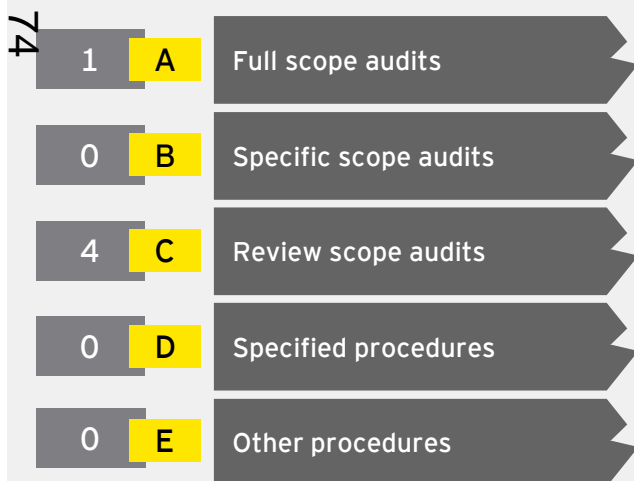 74
1 A Full scope audits
0 B Specific scope audits
4 C Review scope audits
0 D Specified procedures
0 E Other procedures